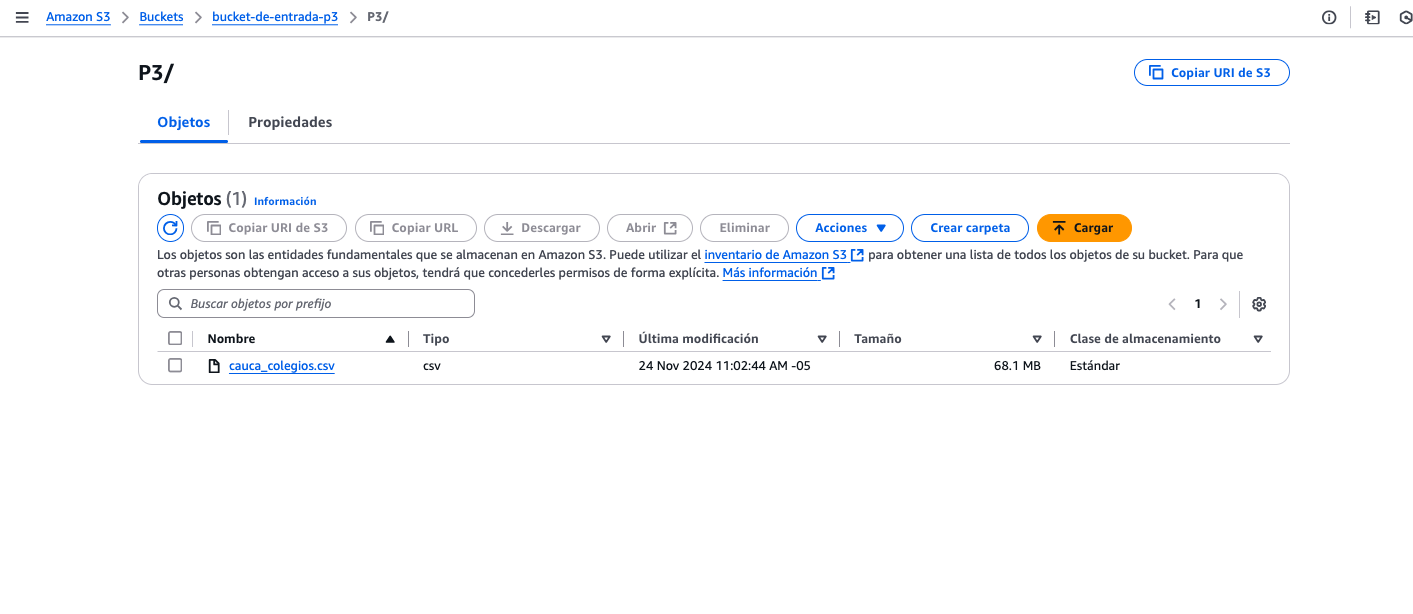 Amazon S3 > Buckets > bucket-de-entrada-p3 > P3/
P3/
Copiar URI de S3
Objetos Propiedades
Objetos (1) Información
Copiar URI de S3 Copiar URL Descargar Abrir Eliminar Acciones Crear carpeta Cargar
Los objetos son las entidades fundamentales que se almacenan en Amazon S3. Puede utilizar el inventario de Amazon S3 para obtener una lista de todos los objetos de su bucket. Para que
otras personas obtengan acceso a sus objetos, tendrá que concederles permisos de forma explícita. Más información
Buscar objetos por prefijo
1
Nombre Tipo Última modificación Tamaño Clase de almacenamiento
cauca_colegios.csv csv 24 Nov 2024 11:02:44 AM -05 68.1 MB Estándar